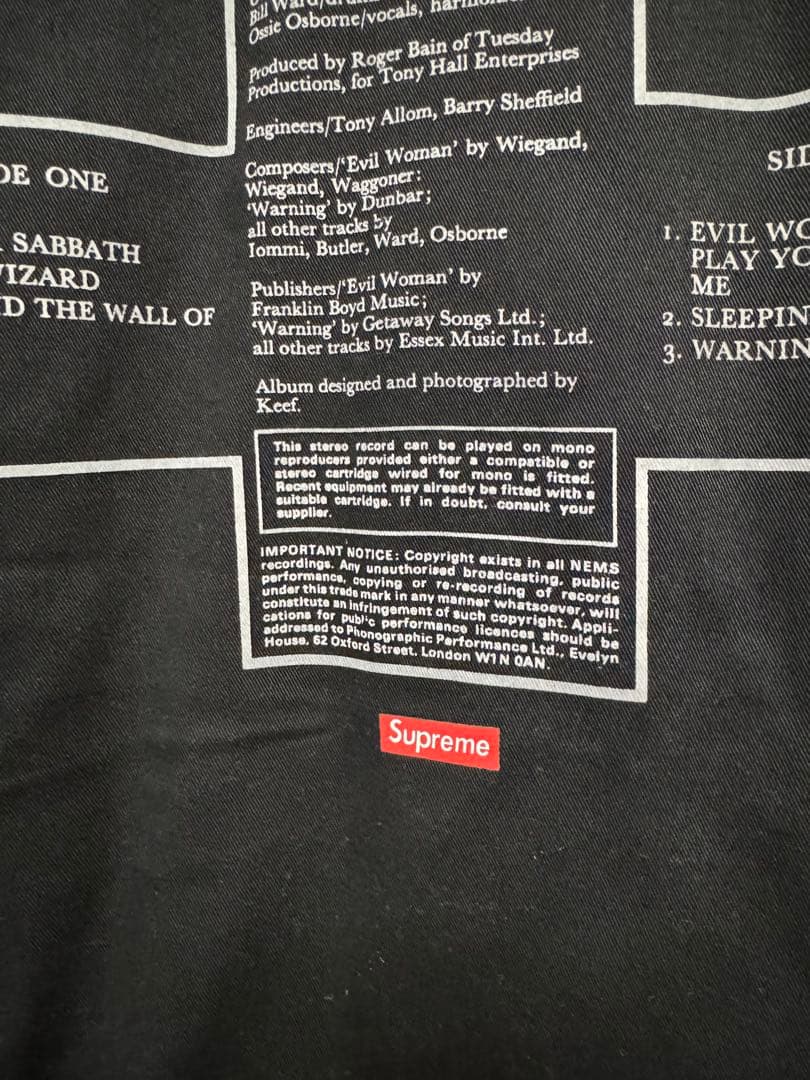 Bill Ward/
Ossie Osborne/vocals,
Produced by Roger Bain of Tuesday
Productions, for Tony Hall Enterprises
Engineers/Tony Allom, Barry Sheffield
Composers/'Evil Woman' by Wiegand,
Wiegand, Waggoner:
'Warning' by Dunbar;
all other tracks by
Iommi, Butler, Ward, Osborne
Publishers/'Evil Woman' by
Franklin Boyd Music;
'Warning' by Getaway Songs Ltd.;
all other tracks by Essex Music Int. Ltd.
Album designed and photographed by
Keef.
DE ONE
SABBATH
IZARD
D THE WALL OF
SID
1. EVIL WO
PLAY YO
ME
2. SLEEPIN
3. WARNIN
This stereo record can be played on mono
reproducers provided either a compatible or
stereo cartridge wired for mono is fitted.
Recent equipment may already be fitted with a
suitable cartridge. If in doubt, consult your
supplier.
IMPORTANT NOTICE: Copyright exists in all NEMS
recordings. Any unauthorised broadcasting, public
performance, copying or re-recording of records
under this trade mark in any manner whatsoever, will
constitute an infringement of such copyright. Appli-
cations for public performance licences should be
addressed to Phonographic Performance Ltd., Evelyn
House, 62 Oxford Street, London W1N 0AN.
Supreme